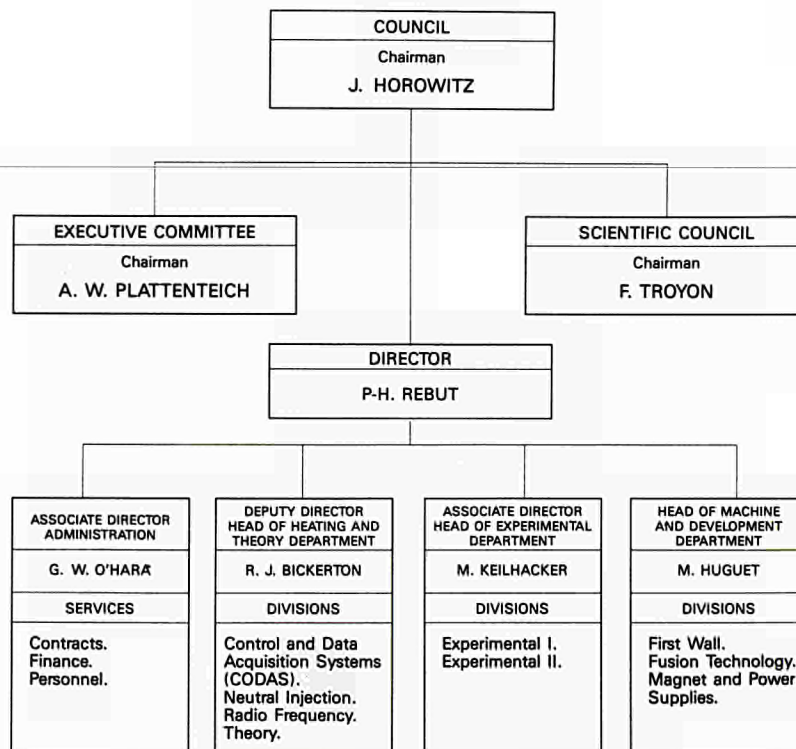 COUNCIL
Chairman
J. HOROWITZ
EXECUTIVE COMMITTEE
Chairman
A. W. PLATTENTEICH
SCIENTIFIC COUNCIL
Chairman
F. TROYON
DIRECTOR
P-H. REBUT
ASSOCIATE DIRECTOR
ADMINISTRATION
G. W. O'HARA
SERVICES
Contracts.
Finance.
Personnel.
DEPUTY DIRECTOR
HEAD OF HEATING AND
THEORY DEPARTMENT
R. J. BICKERTON
DIVISIONS
Control and Data
Acquisition Systems
(CODAS).
Neutral Injection.
Radio Frequency.
Theory.
ASSOCIATE DIRECTOR
HEAD OF EXPERIMENTAL
DEPARTMENT
M. KEILHACKER
DIVISIONS
Experimental I.
Experimental II.
HEAD OF MACHINE
AND DEVELOPMENT
DEPARTMENT
M. HUGUET
DIVISIONS
First Wall.
Fusion Technology.
Magnet and Power
Supplies.